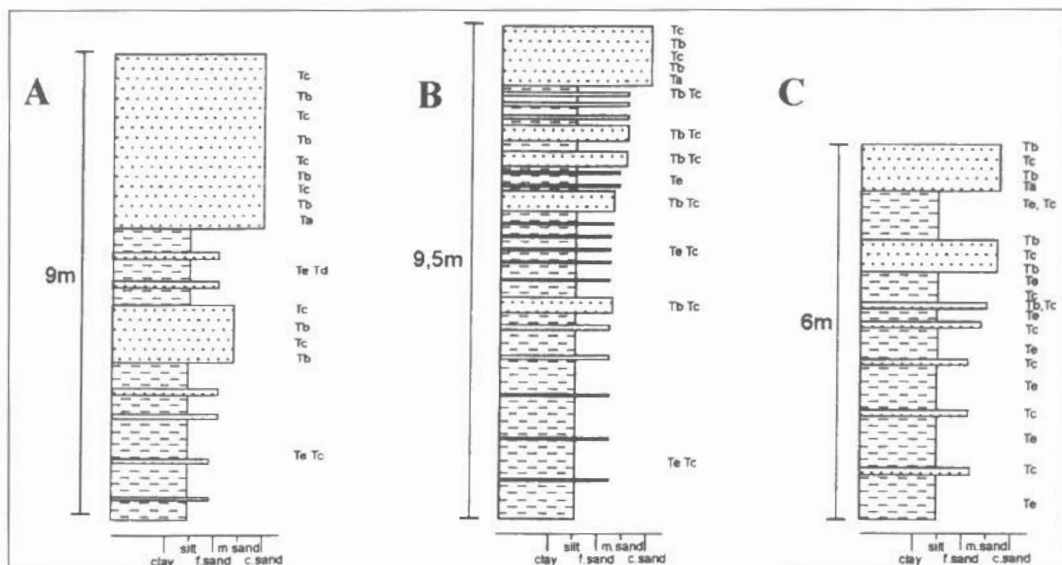 A
Tc
Tb
Tc
Tb
Tc
Tb
Tc
Tb
Ta
9m
Te Td
Tc
Tb
Tc
Tb
Te Tc
silt m.sand
clay f.sand c.sand
B
Tc
Tb
Tc
Tb
Ta
Tb Tc
Tb Tc
Tb Tc
Te
Tb Tc
9,5m
Te Tc
Tb Tc
Te Tc
silt m.sand
clay f.sand c.sand
C
Tb
Tc
Tb
Ta
Te, Tc
Tb
Tc
Tb
Te
Tc
Tb,Tc
Te
6m
Tc
Te
Tc
Te
Tc
Te
Tc
Te
silt m.sand
clay f.sand c.sand